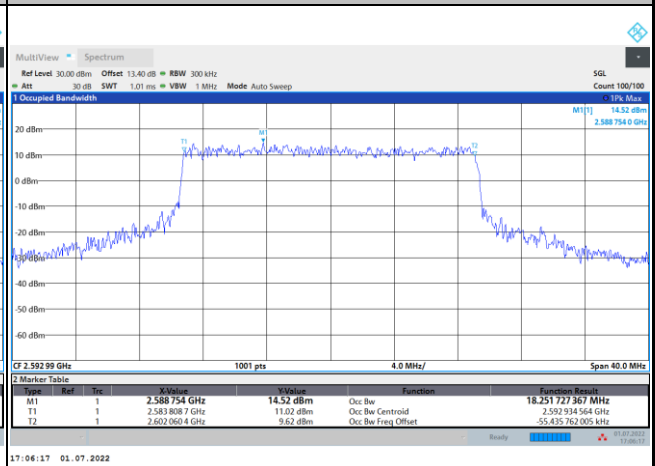 MultiView Spectrum
Ref Level 30.00 dBm Offset 13.40 dB RBW 300 kHz SGL
Att 30 dB SWT 1.01 ms VBW 1 MHz Mode Auto Sweep Count 100/100
1 Occupied Bandwidth 1Pk Max
M1[1] 14.52 dBm
2.588 754 0 GHz
20 dBm
M1
T1
T2
10 dBm
0 dBm
-10 dBm
-20 dBm
-30 dBm
-40 dBm
-50 dBm
-60 dBm
CF 2.592 99 GHz 1001 pts 4.0 MHz/ Span 40.0 MHz
2 Marker Table
Type Ref Trc X-Value Y-Value Function Function Result
M1 1 2.588 754 GHz 14.52 dBm Occ Bw 18.251 727 367 MHz
T1 1 2.583 808 7 GHz 11.02 dBm Occ Bw Centroid 2.592 934 564 GHz
T2 1 2.602 060 4 GHz 9.62 dBm Occ Bw Freq Offset -55.435 762 005 kHz
Ready 01.07.2022
17:06:17
17:06:17 01.07.2022